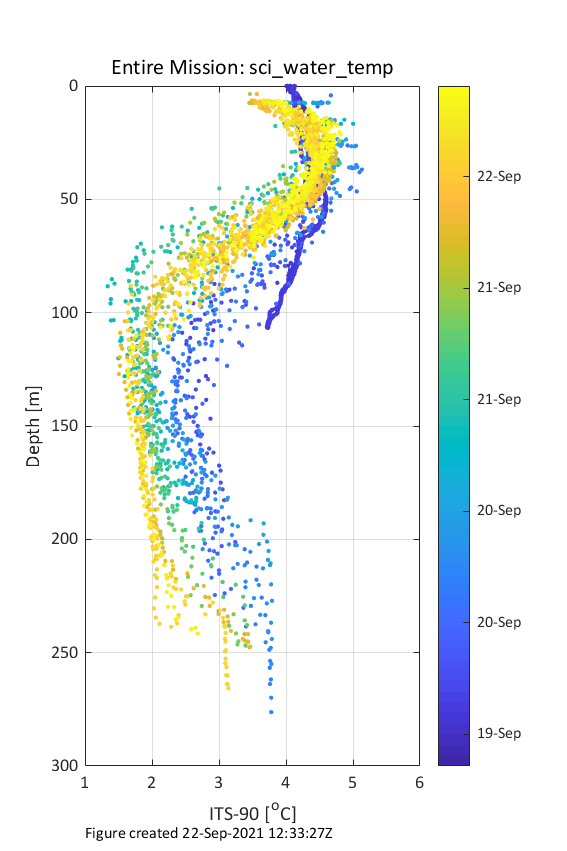 Entire Mission: sci_water_temp
0
50
100
150
200
250
300
Depth [m]
1 2 3 4 5 6
ITS-90 [°C]
22-Sep
21-Sep
21-Sep
20-Sep
20-Sep
19-Sep
Figure created 22-Sep-2021 12:33:27Z